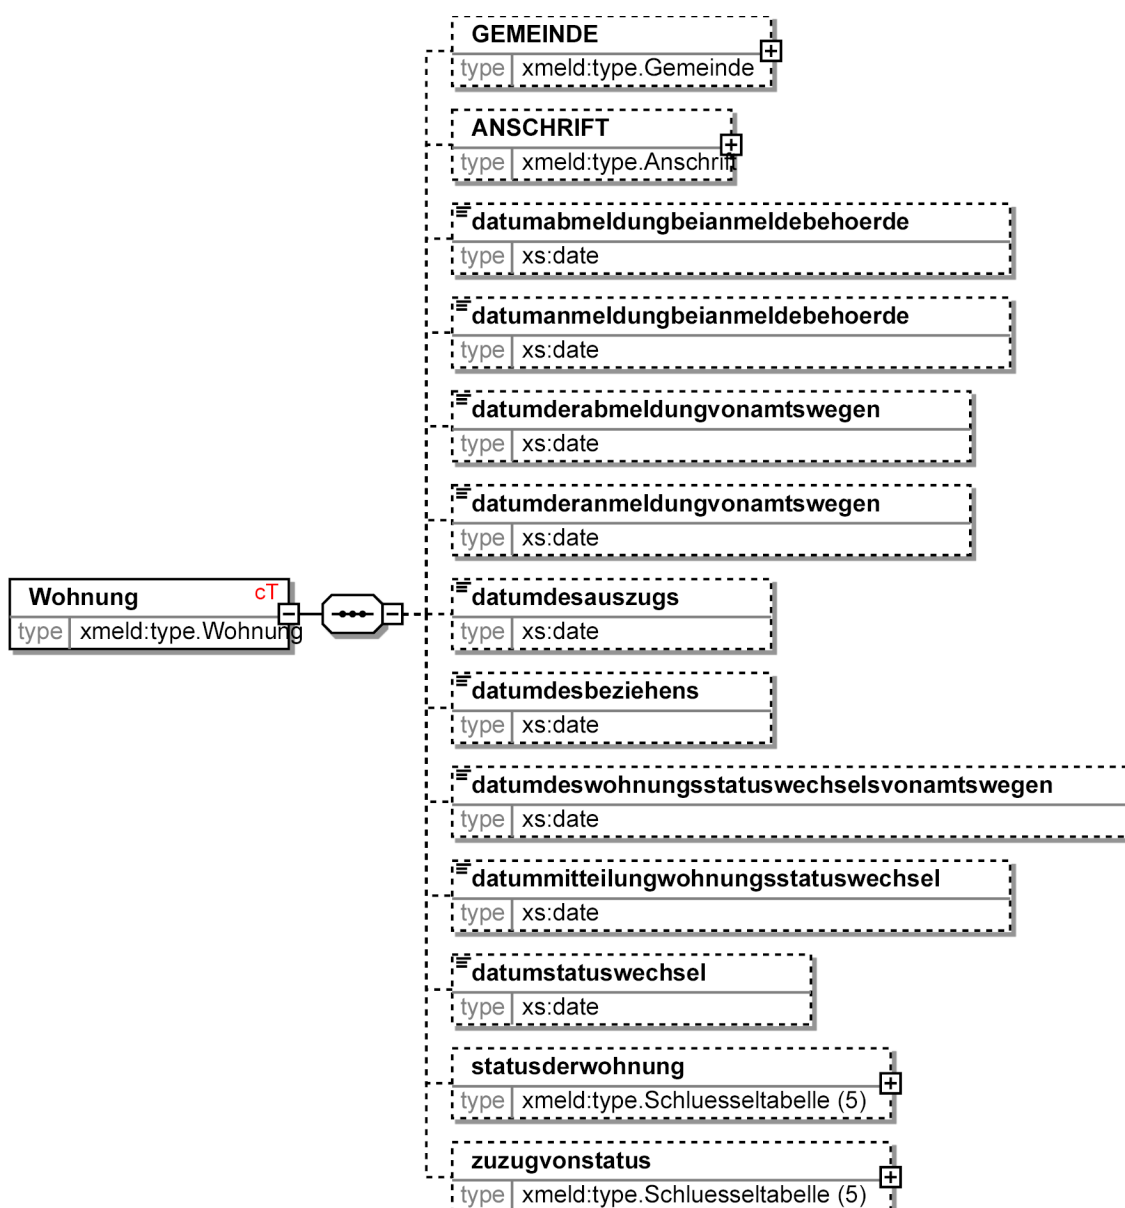 GEMEINDE
type xmeld:type.Gemeinde
ANSCHRIFT
type xmeld:type.Anschrift
datumabmeldungbeianmeldebehoerde
type xs:date
datumanmeldungbeianmeldebehoerde
type xs:date
datumderabmeldungvonamtswegen
type xs:date
datumderanmeldungvonamtswegen
type xs:date
Wohnung cT
type xmeld:type.Wohnung
datumdesauszugs
type xs:date
datumdesbeziehens
type xs:date
datumdeswohnungsstatuswechselsvonamtswegen
type xs:date
datummitteilungwohnungsstatuswechsel
type xs:date
datumstatuswechsel
type xs:date
statusderwohnung
type xmeld:type.Schluesseltabelle (5)
zuzugvonstatus
type xmeld:type.Schluesseltabelle (5)